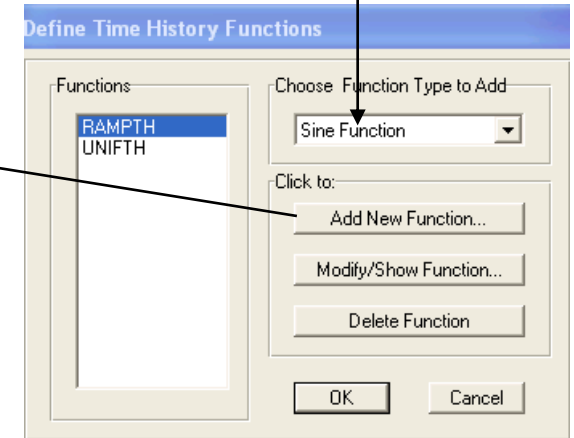 Define Time History Functions
Functions
RAMPTH
UNIFTH
Choose Function Type to Add
Sine Function
Click to:
Add New Function...
Modify/Show Function...
Delete Function
OK
Cancel